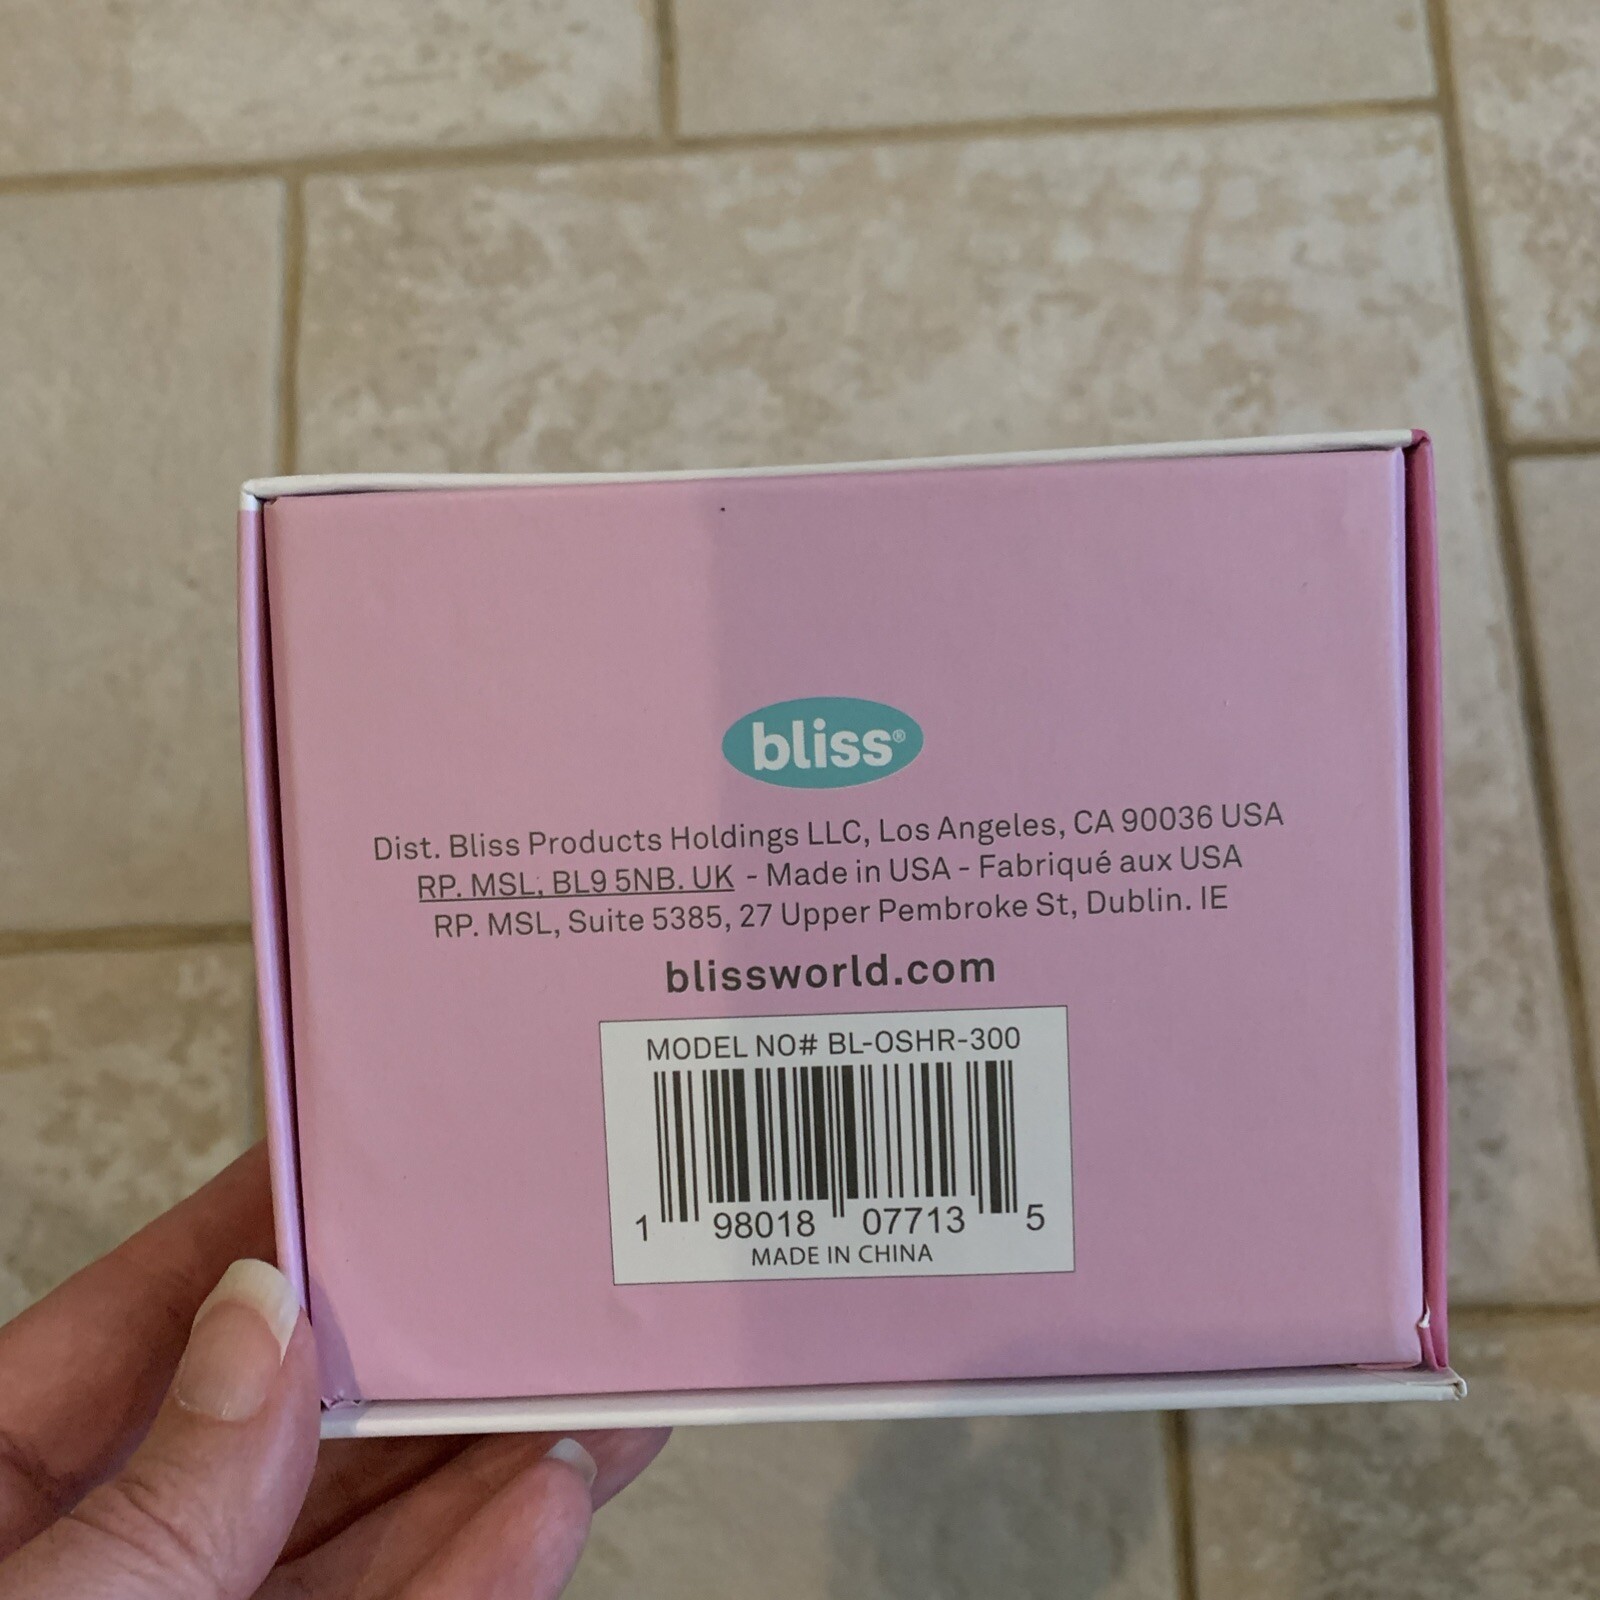 bliss®
Dist. Bliss Products Holdings LLC, Los Angeles, CA 90036 USA
RP. MSL, BL9 5NB. UK - Made in USA - Fabriqué aux USA
RP. MSL, Suite 5385, 27 Upper Pembroke St, Dublin. IE
blissworld.com
MODEL NO# BL-OSHR-300
1 98018 07713 5
MADE IN CHINA